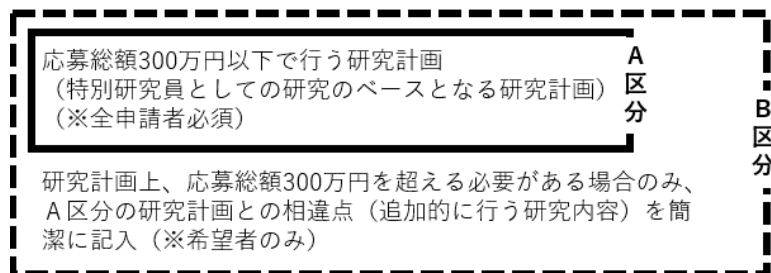 応募総額300万円以下で行う研究計画
（特別研究員としての研究のベースとなる研究計画）
（※全申請者必須）
A区分
研究計画上、応募総額300万円を超える必要がある場合のみ、
Ａ区分の研究計画との相違点（追加的に行う研究内容）を簡
潔に記入（※希望者のみ）
B区分